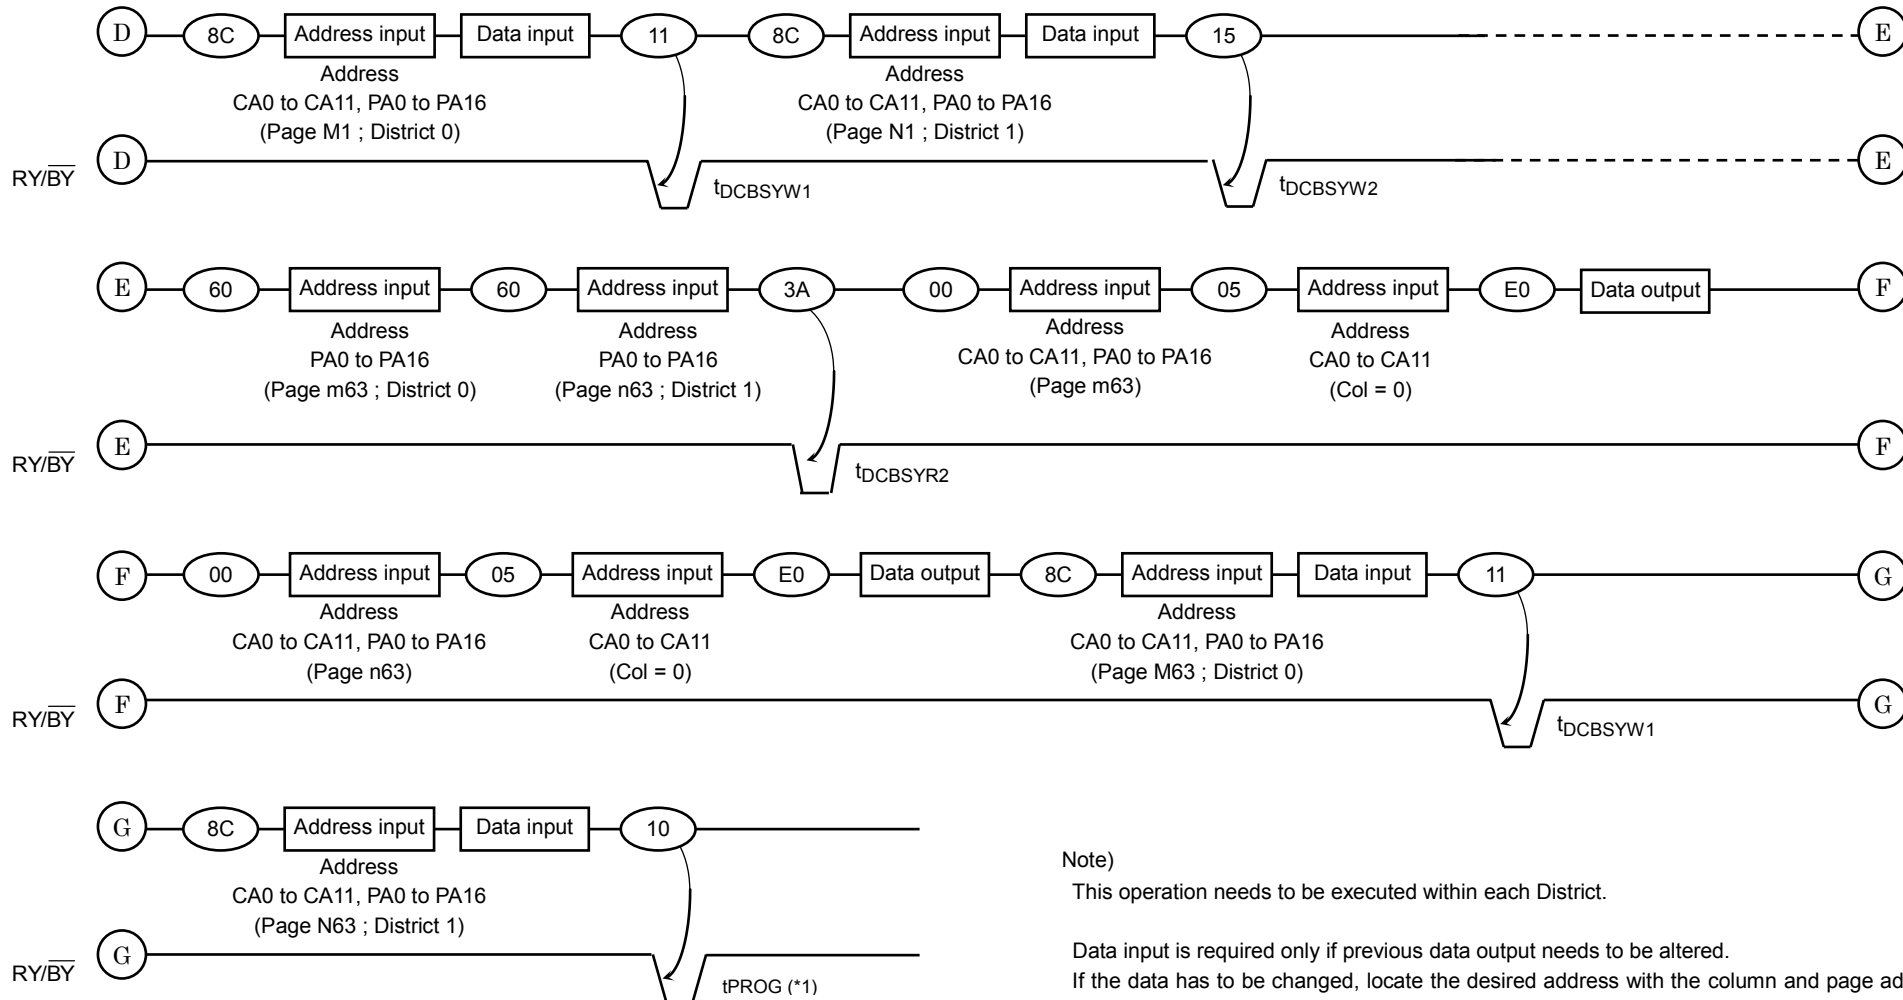 D 8C Address input Data input 11 8C Address input Data input 15 E
Address Address
CA0 to CA11, PA0 to PA16 CA0 to CA11, PA0 to PA16
(Page M1 ; District 0) (Page N1 ; District 1)
RY/B̅Y̅ D tDCBSYW1 tDCBSYW2 E
E 60 Address input 60 Address input 3A 00 Address input 05 Address input E0 Data output F
Address Address Address Address
PA0 to PA16 PA0 to PA16 CA0 to CA11, PA0 to PA16 CA0 to CA11
(Page m63 ; District 0) (Page n63 ; District 1) (Page m63) (Col = 0)
RY/B̅Y̅ E tDCBSYR2 F
F 00 Address input 05 Address input E0 Data output 8C Address input Data input 11 G
Address Address Address
CA0 to CA11, PA0 to PA16 CA0 to CA11 CA0 to CA11, PA0 to PA16
(Page n63) (Col = 0) (Page M63 ; District 0)
RY/B̅Y̅ F tDCBSYW1 G
G 8C Address input Data input 10
Address
CA0 to CA11, PA0 to PA16
(Page N63 ; District 1)
RY/B̅Y̅ G tPROG (*1)
Note)
This operation needs to be executed within each District.
Data input is required only if previous data output needs to be altered.
If the data has to be changed, locate the desired address with the column and page ad